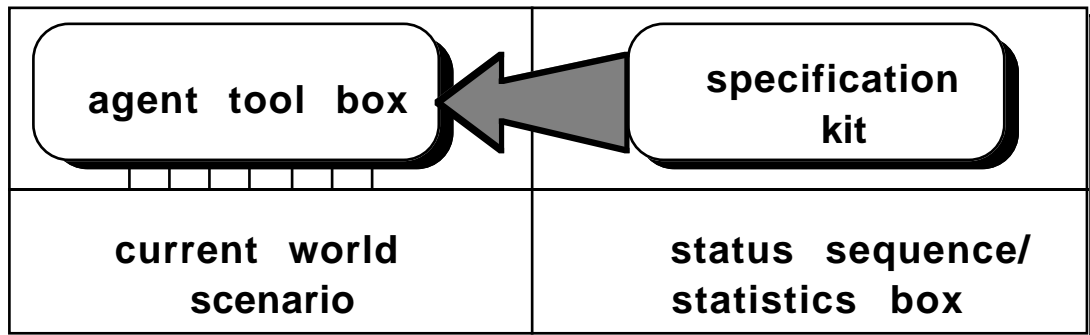 agent tool box
specification
kit
current world
scenario
status sequence/
statistics box